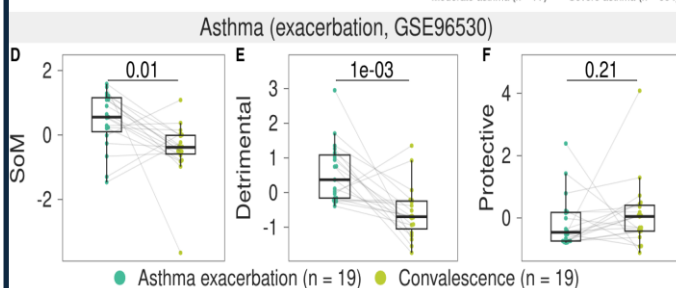 Asthma (exacerbation, GSE96530)
D
0.01
SoM
2
0
-2
E
1e-03
Detrimental
3
2
1
0
-1
F
0.21
Protective
4
2
0
Asthma exacerbation (n = 19) Convalescence (n = 19)